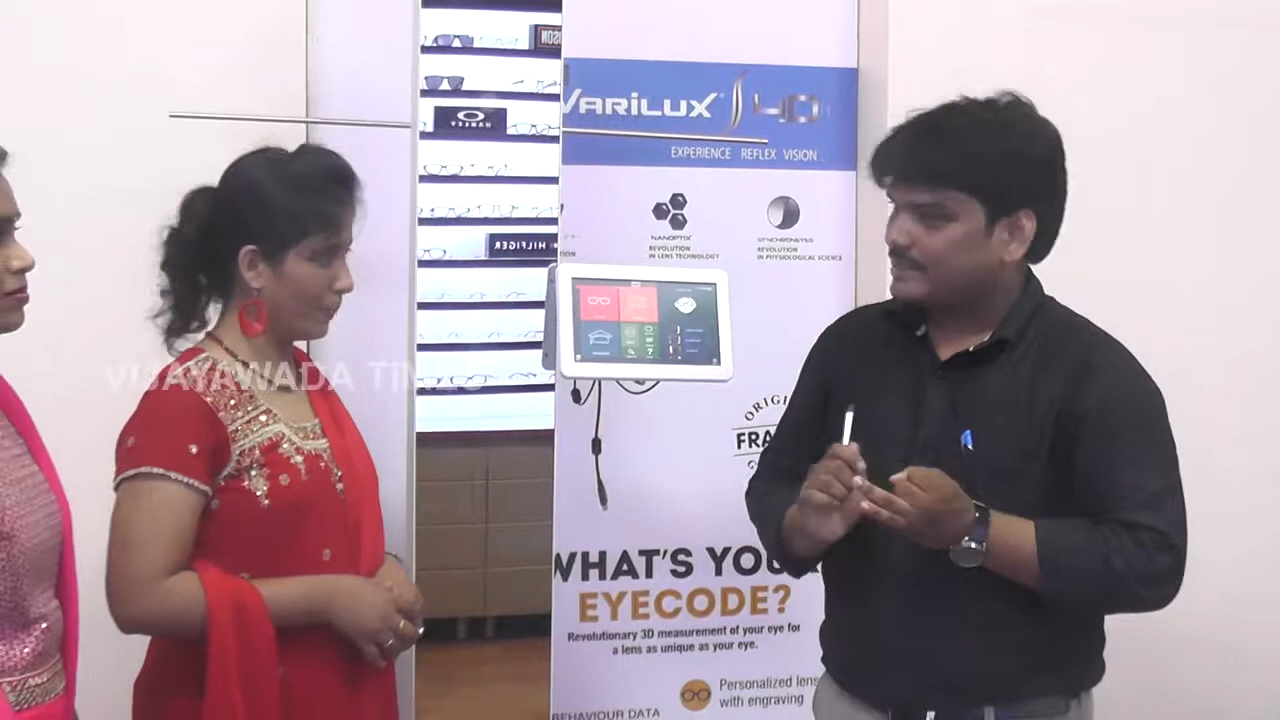 VARILUX S 4D
EXPERIENCE REFLEX VISION
NANOPTIX
REVOLUTION
IN LENS TECHNOLOGY
SYNCHRONEYES
REVOLUTION
IN PHYSIOLOGICAL SCIENCE
OAKLEY
HILFIGER
VIJAYAWADA TIMES
WHAT'S YOUR
EYECODE?
Revolutionary 3D measurement of your eye for
a lens as unique as your eye.
Personalized lens
with engraving
BEHAVIOUR DATA